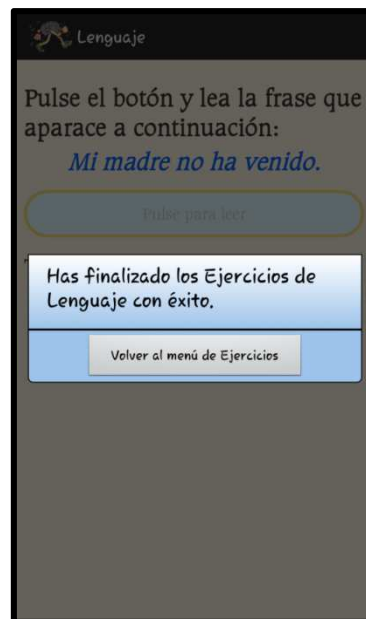 Lenguaje
Pulse el botón y lea la frase que
aparace a continuación:
Mi madre no ha venido.
Pulse para leer
Has finalizado los Ejercicios de
Lenguaje con éxito.
Volver al menú de Ejercicios